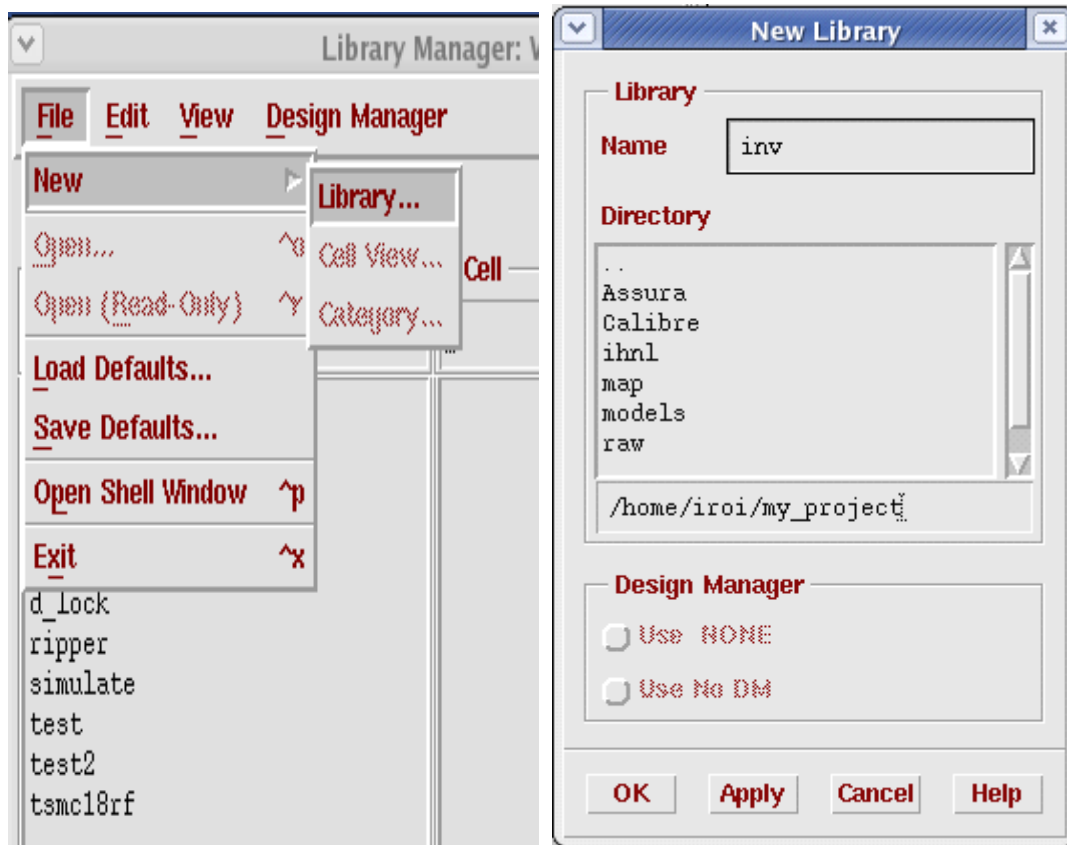 Library Manager:
File Edit View Design Manager
New
Library...
Open... ^o
Cell View...
Cell
Open (Read-Only) ^r
Category...
Load Defaults...
Save Defaults...
Open Shell Window ^p
Exit ^x
d_lock
ripper
simulate
test
test2
tsmc18rf
New Library
Library
Name inv
Directory
..
Assura
Calibre
ihnl
map
models
raw
/home/iroi/my_project
Design Manager
Use NONE
Use No DM
OK Apply Cancel Help